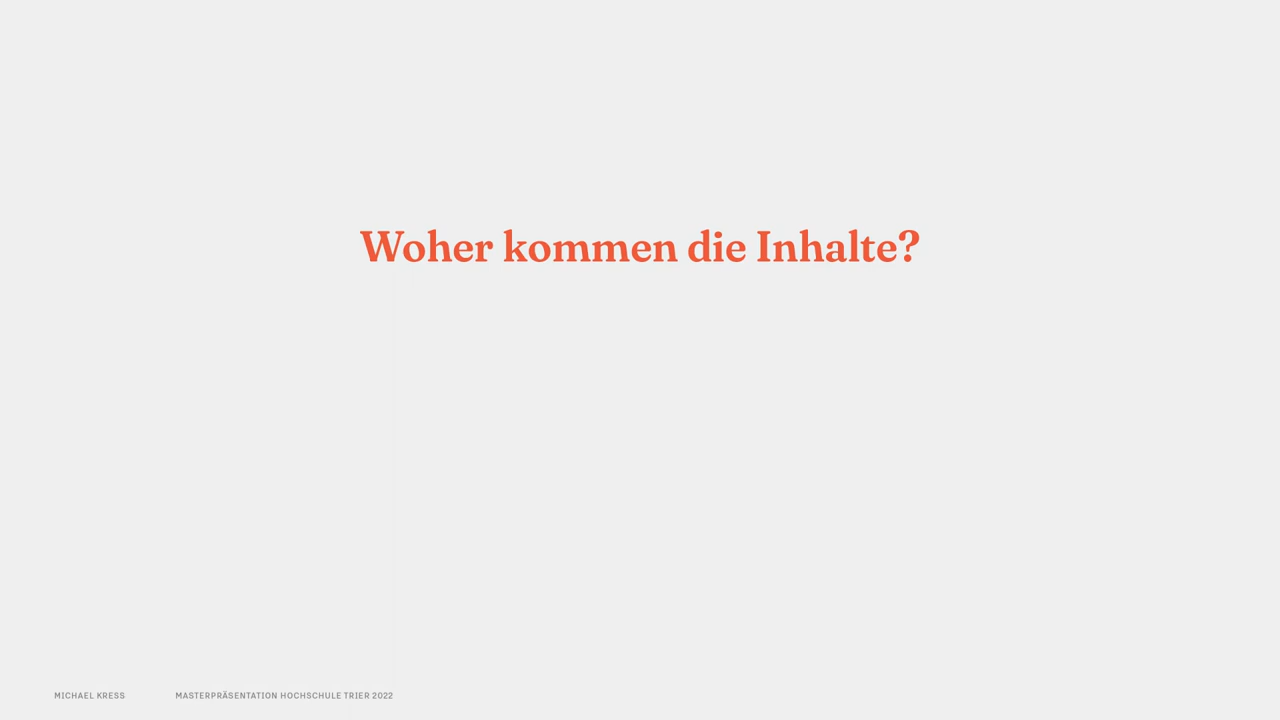 Woher kommen die Inhalte?
MICHAEL KRESS MASTERPRÄSENTATION HOCHSCHULE TRIER 2022